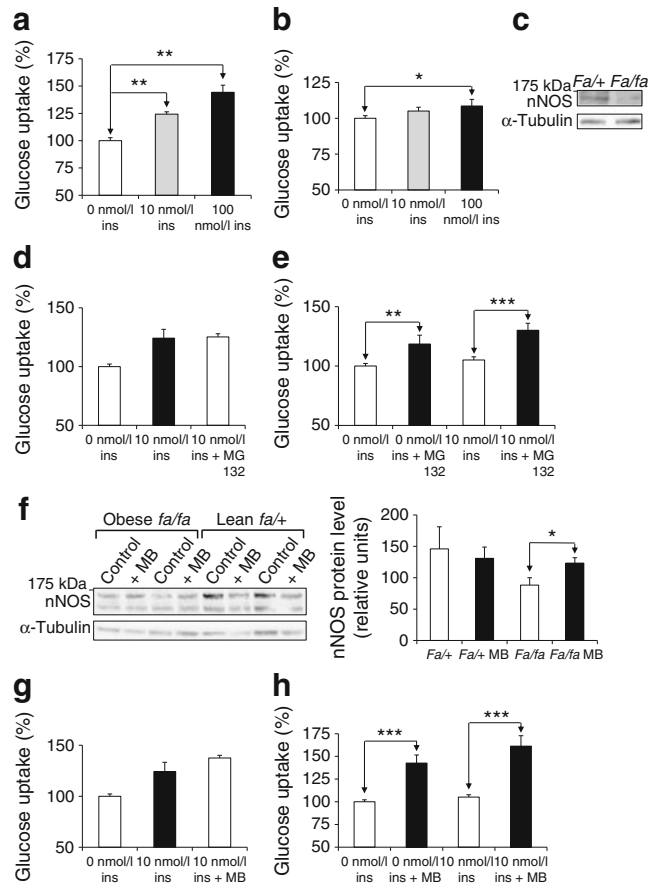 a
Glucose uptake (%)
175
150
125
100
75
50
**
**
0 nmol/l ins
10 nmol/l ins
100 nmol/l ins
b
Glucose uptake (%)
125
100
75
50
*
0 nmol/l ins
10 nmol/l ins
100 nmol/l ins
c
Fa/+ Fa/fa
175 kDa
nNOS
α-Tubulin
d
Glucose uptake (%)
150
100
50
0 nmol/l ins
10 nmol/l ins
10 nmol/l ins + MG 132
e
Glucose uptake (%)
150
100
50
**
***
0 nmol/l ins
0 nmol/l ins + MG 132
10 nmol/l ins
10 nmol/l ins + MG 132
f
Obese fa/fa
Lean fa/+
Control
+ MB
Control
+ MB
Control
+ MB
Control
+ MB
175 kDa
nNOS
α-Tubulin
nNOS protein level (relative units)
200
150
100
50
0
*
Fa/+
Fa/+ MB
Fa/fa
Fa/fa MB
g
Glucose uptake (%)
150
100
50
0 nmol/l ins
10 nmol/l ins
10 nmol/l ins + MB
h
Glucose uptake (%)
175
150
125
100
75
50
***
***
0 nmol/l ins
0 nmol/l ins + MB
10 nmol/l ins
10 nmol/l ins + MB